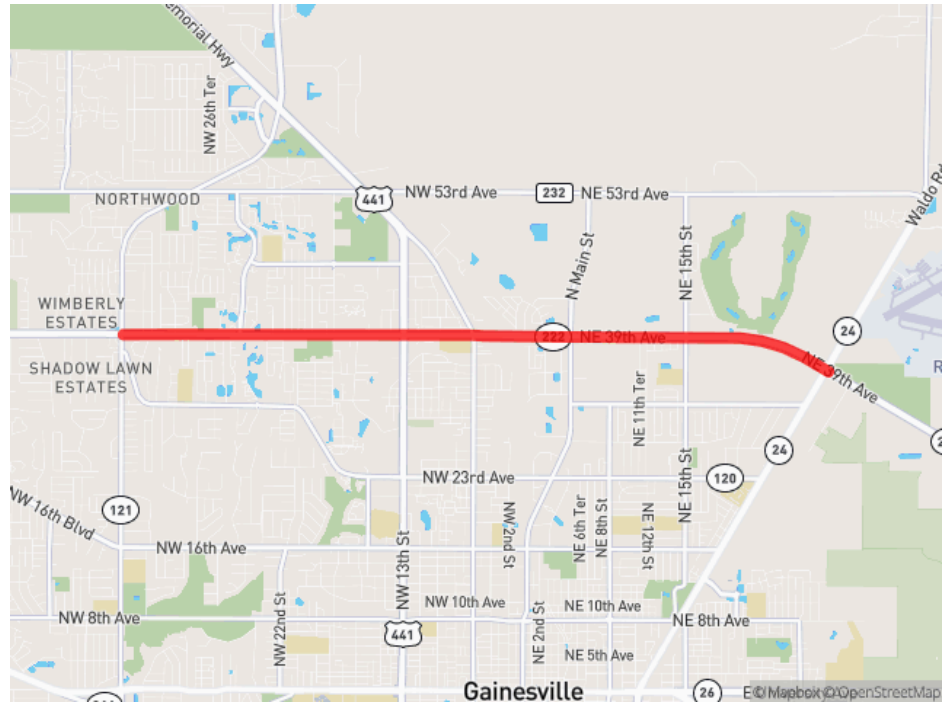 emorial Hwy
NW 26th Ter
NORTHWOOD
441
NW 53rd Ave
232
NE 53rd Ave
Waldo Rd
N Main St
NE 15th St
WIMBERLY
ESTATES
222
NE 39th Ave
24
SHADOW LAWN
ESTATES
NE 39th Ave
R
NE 11th Ter
24
2
NW 23rd Ave
120
NW 16th Blvd
121
NW 13th St
NW 2nd St
NE 6th Ter
NE 8th St
NE 12th St
NE 15th St
NW 16th Ave
NW 22nd St
NW 10th Ave
NE 10th Ave
NW 8th Ave
441
NE 2nd St
NE 8th Ave
NE 5th Ave
Gainesville
26
© Mapbox © OpenStreetMap